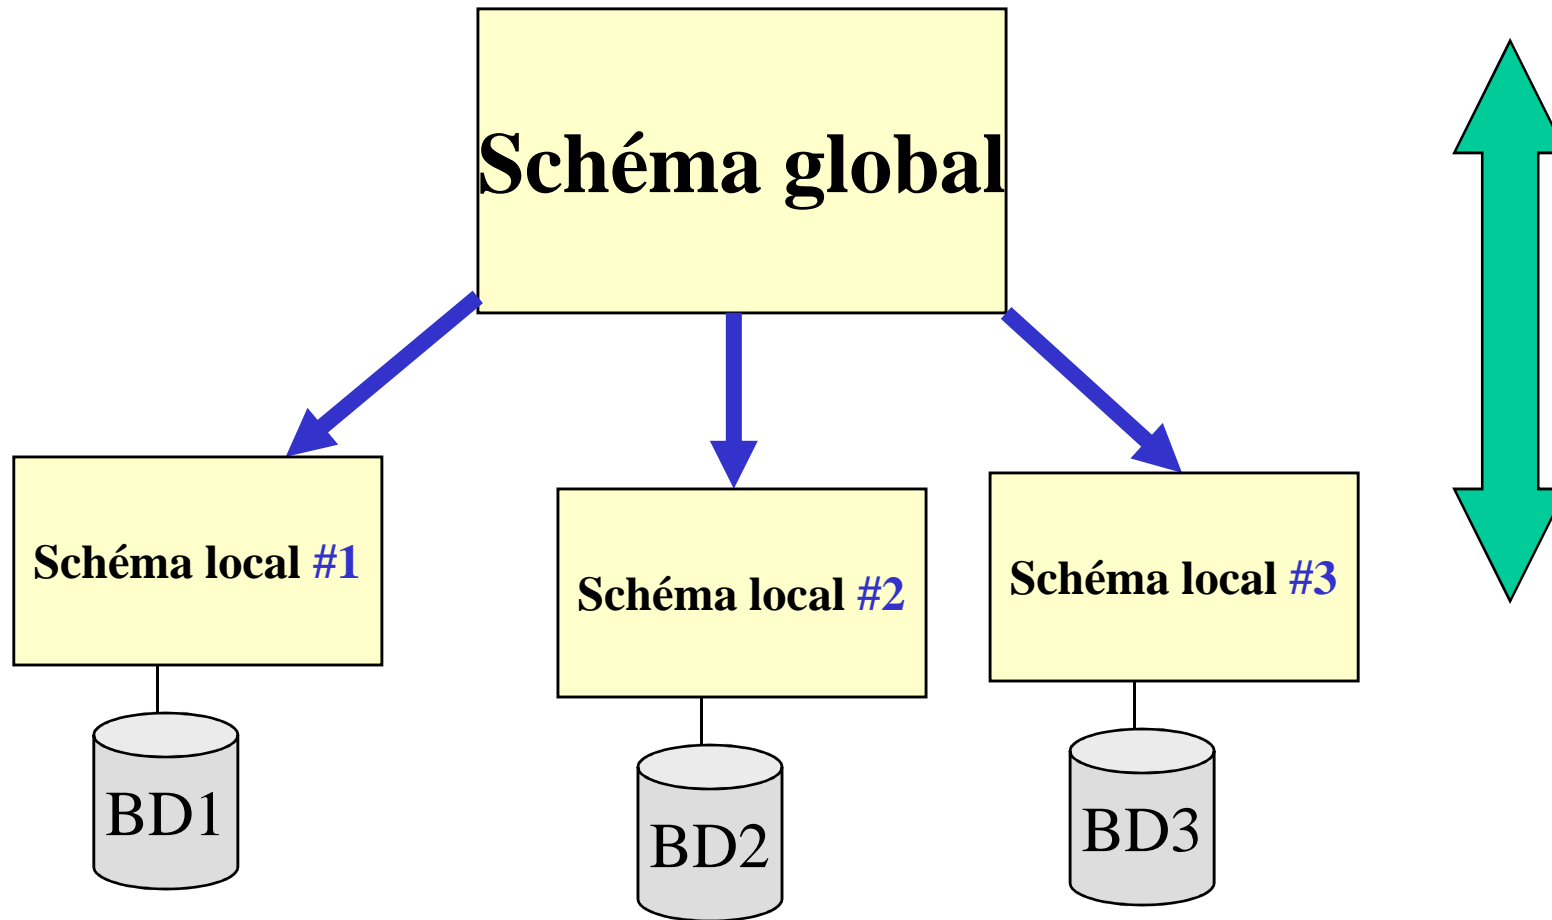 Schéma global
Schéma local #1
Schéma local #2
Schéma local #3
BD1
BD2
BD3